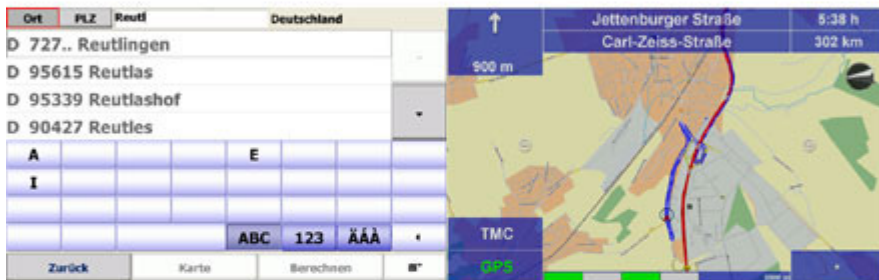 Ort PLZ Reutl Deutschland
D 727.. Reutlingen
D 95615 Reutlas
D 95339 Reutlashof
D 90427 Reutles
A E
I
ABC 123 ÄÁÀ
Zurück Karte Berechnen
Jettenburger Straße 5:38 h
Carl-Zeiss-Straße 302 km
900 m
TMC
GPS